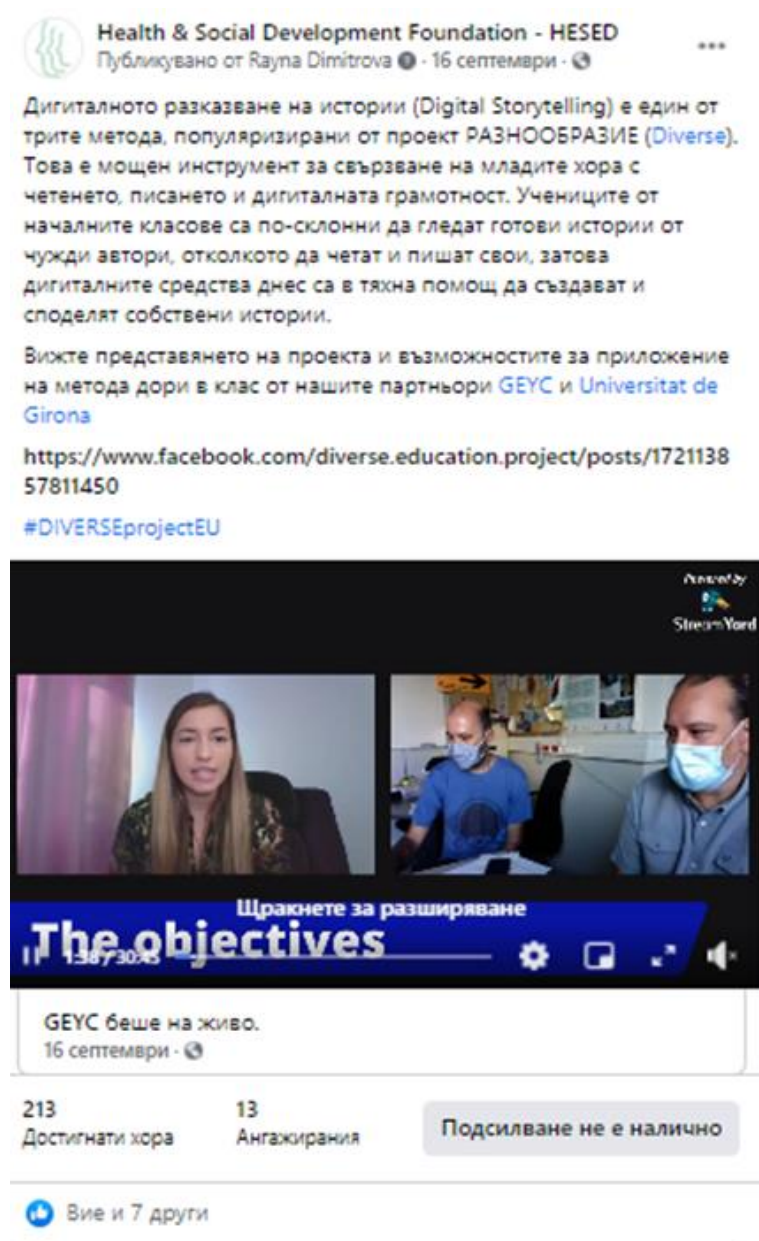 Health & Social Development Foundation - HESED
Публикувано от Rayna Dimitrova · 16 септември ·
Дигиталното разказване на истории (Digital Storytelling) е един от
трите метода, популяризирани от проект РАЗНООБРАЗИЕ (Diverse).
Това е мощен инструмент за свързване на младите хора с
четенето, писането и дигиталната грамотност. Учениците от
началните класове са по-склонни да гледат готови истории от
чужди автори, отколкото да четат и пишат свои, затова
дигиталните средства днес са в тяхна помощ да създават и
споделят собствени истории.
Вижте представянето на проекта и възможностите за приложение
на метода дори в клас от нашите партньори GEYC и Universitat de
Girona
https://www.facebook.com/diverse.education.project/posts/1721138
57811450
#DIVERSEprojectEU
Powered by
StreamYard
Щракнете за разширяване
The objectives
1:38 / 30:45
GEYC беше на живо.
16 септември ·
213
Достигнати хора
13
Ангажирания
Подсилване не е налично
Вие и 7 други